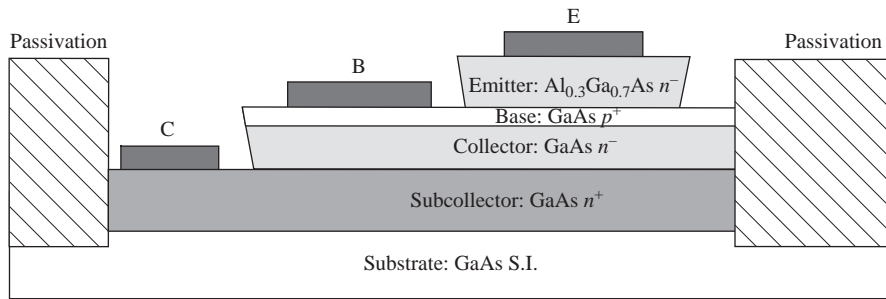 E
Passivation
Passivation
B
Emitter: Al0.3Ga0.7As n−
Base: GaAs p+
C
Collector: GaAs n−
Subcollector: GaAs n+
Substrate: GaAs S.I.